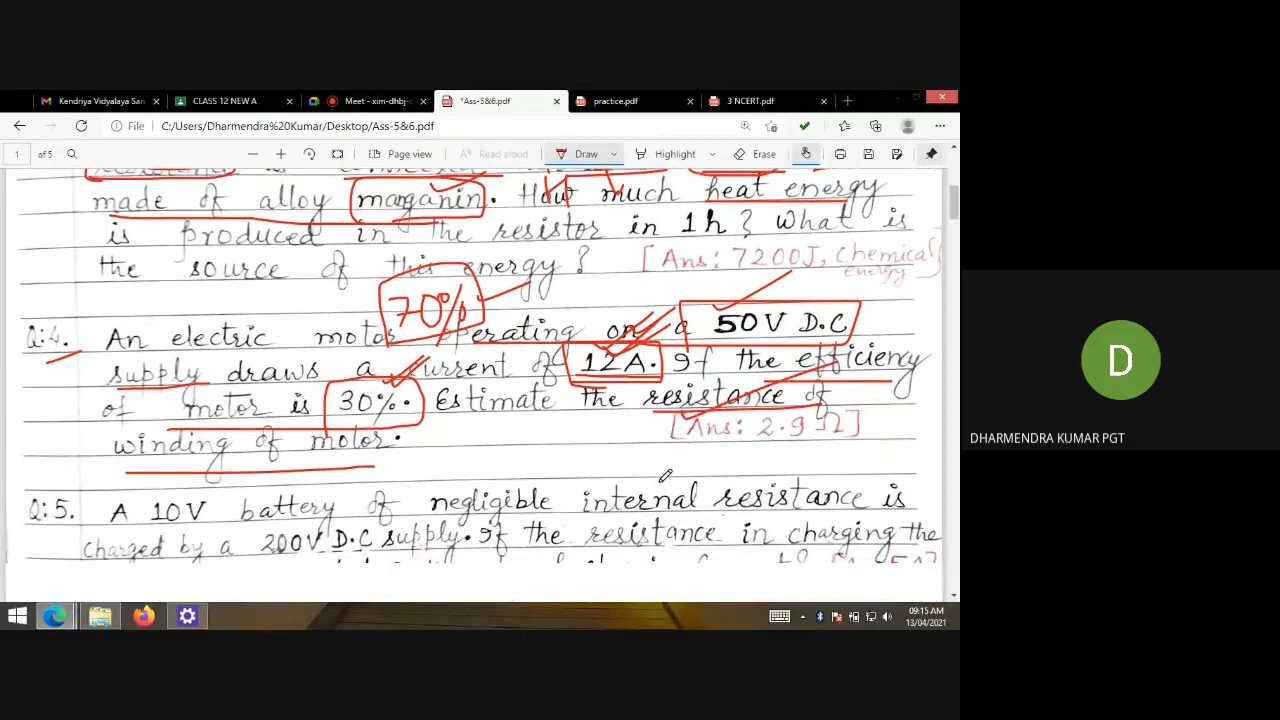 Kendriya Vidyalaya San
CLASS 12 NEW A
Meet - xim-dhbj-
*Ass-5&6.pdf
practice.pdf
3 NCERT.pdf
File
C:/Users/Dharmendra%20Kumar/Desktop/Ass-5&6.pdf
1 of 5
Page view
Read aloud
Draw
Highlight
Erase
made of alloy manganin. How much heat energy
is produced in the resistor in 1h? What is
the source of this energy? [Ans: 7200J, Chemical
energy]
70%
Q:4. An electric motor operating on a 50V D.C
supply draws a current of 12A. If the efficiency
of motor is 30%. Estimate the resistance of
winding of motor. [Ans: 2.9 Ω]
Q:5. A 10V battery of negligible internal resistance is
charged by a 200V D.C supply. If the resistance in charging the
09:15 AM
13/04/2021
D
DHARMENDRA KUMAR PGT